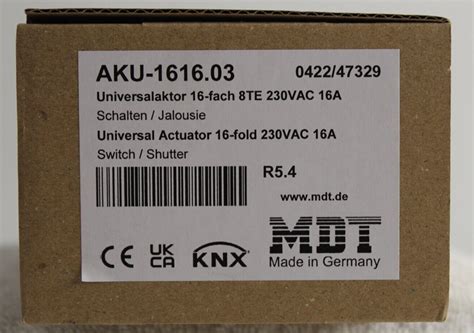 AKU-1616.03 0422/47329
Universalaktor 16-fach 8TE 230VAC 16A
Schalten / Jalousie
Universal Actuator 16-fold 230VAC 16A
Switch / Shutter
R5.4
www.mdt.de
CE UK CA KNX MDT
Made in Germany